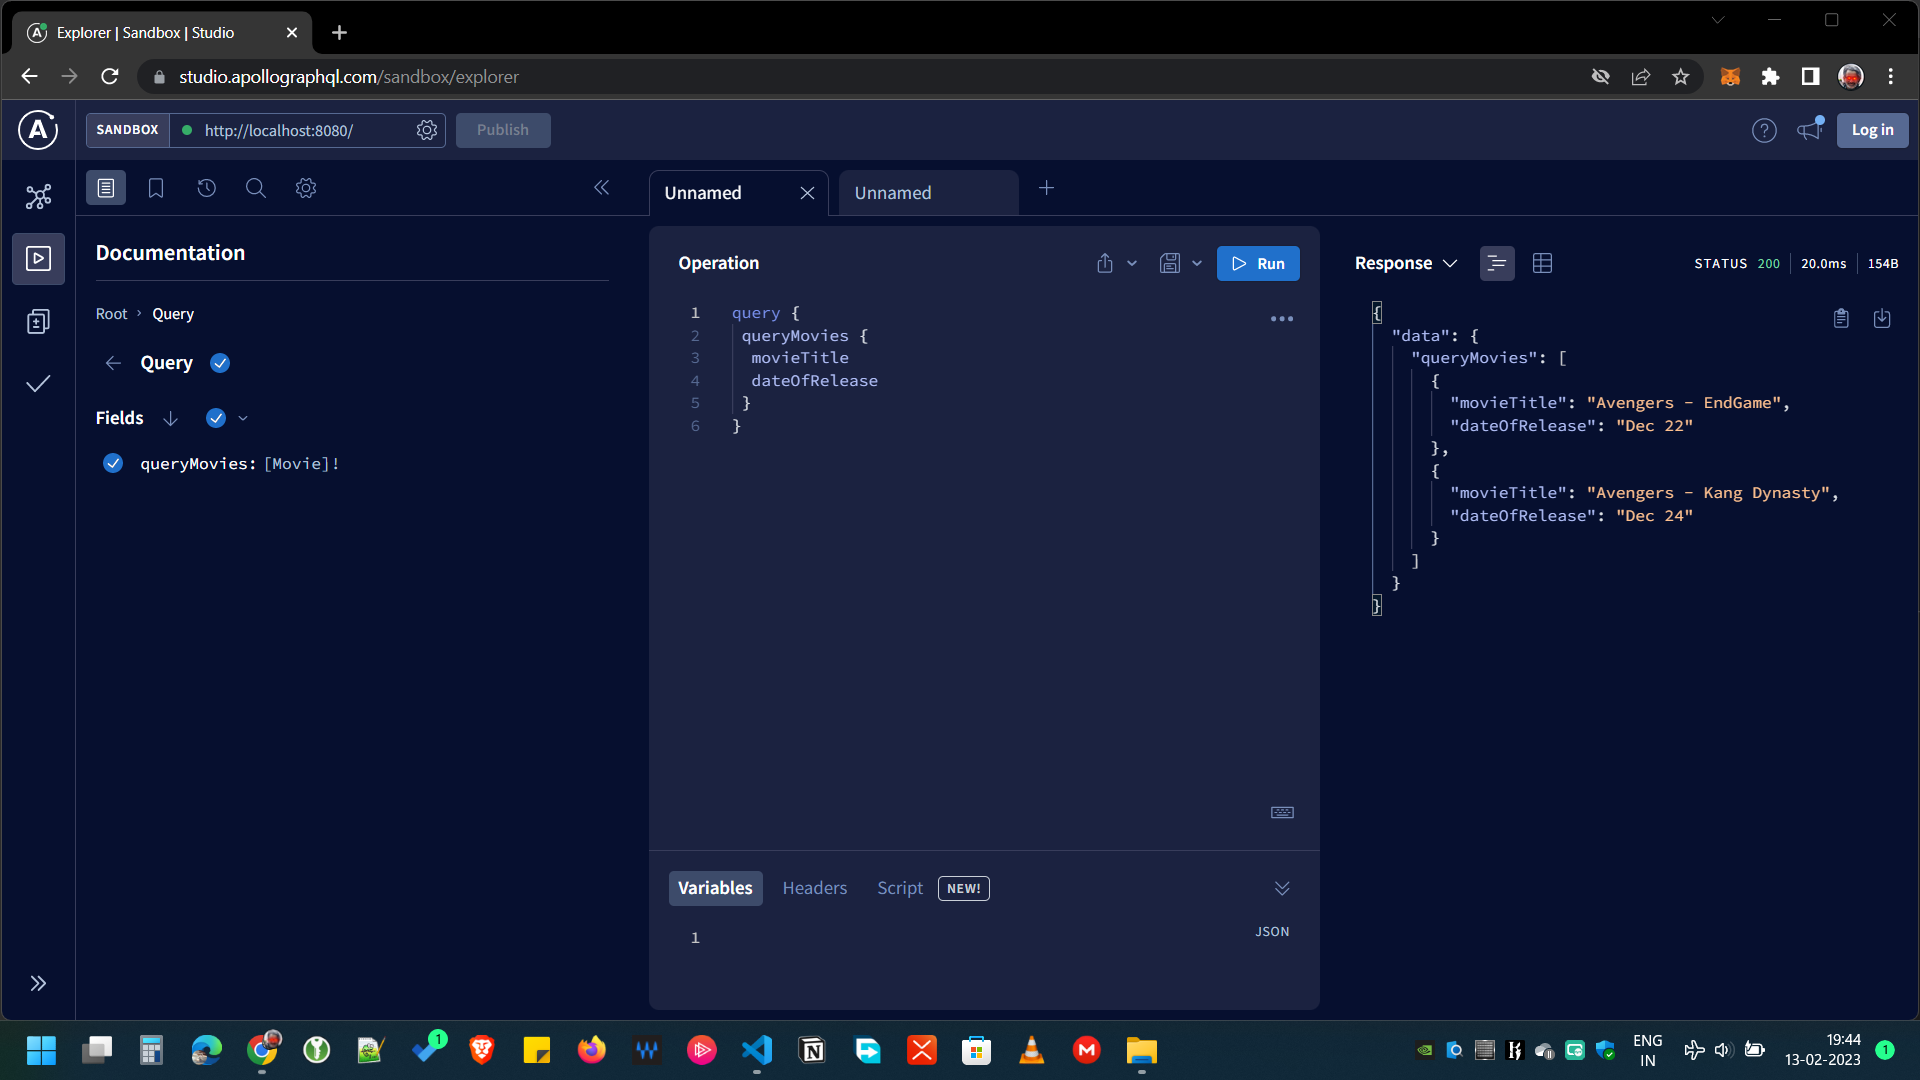 Explorer | Sandbox | Studio
studio.apollographql.com/sandbox/explorer
SANDBOX
http://localhost:8080/
Publish
Log in
Unnamed
Unnamed
Documentation
Root › Query
Query
Fields
queryMovies: [Movie]!
Operation
Run
1 query {
2 queryMovies {
3 movieTitle
4 dateOfRelease
5 }
6 }
Variables
Headers
Script
NEW!
1
JSON
Response
STATUS 200
20.0ms
154B
{
"data": {
"queryMovies": [
{
"movieTitle": "Avengers - EndGame",
"dateOfRelease": "Dec 22"
},
{
"movieTitle": "Avengers - Kang Dynasty",
"dateOfRelease": "Dec 24"
}
]
}
}
1
ENG
IN
19:44
13-02-2023
1